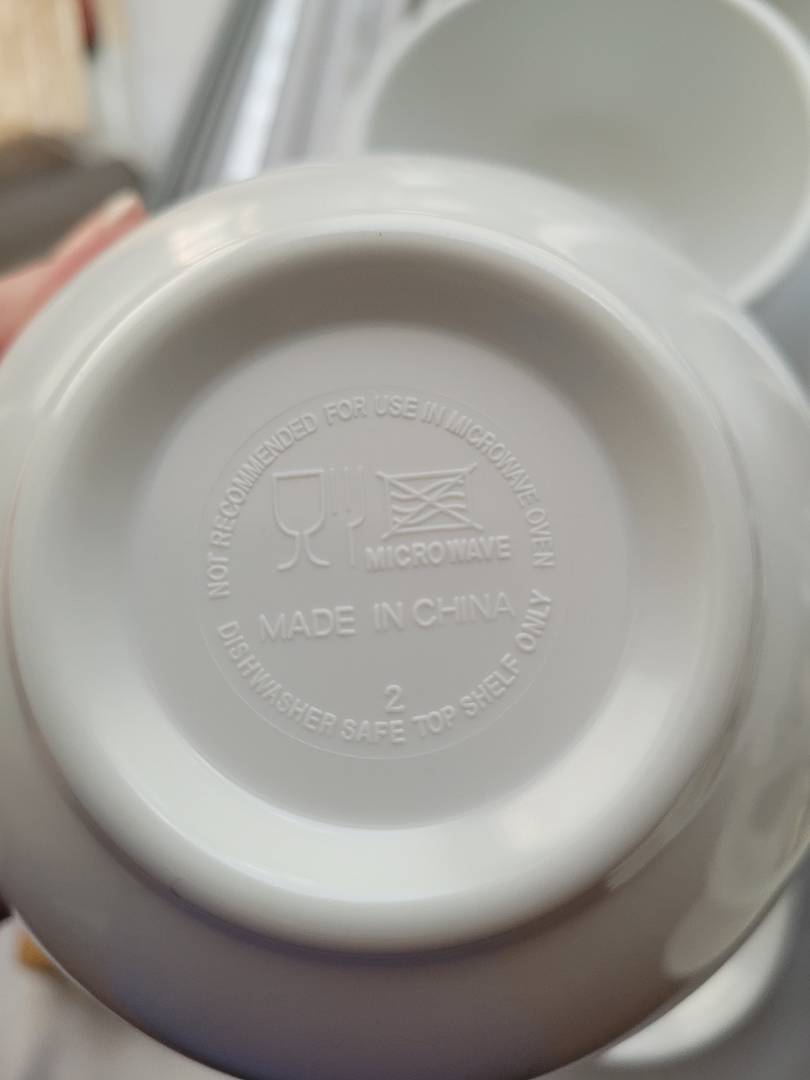 NOT RECOMMENDED FOR USE IN MICROWAVE OVEN
MICROWAVE
MADE IN CHINA
2
DISHWASHER SAFE TOP SHELF ONLY